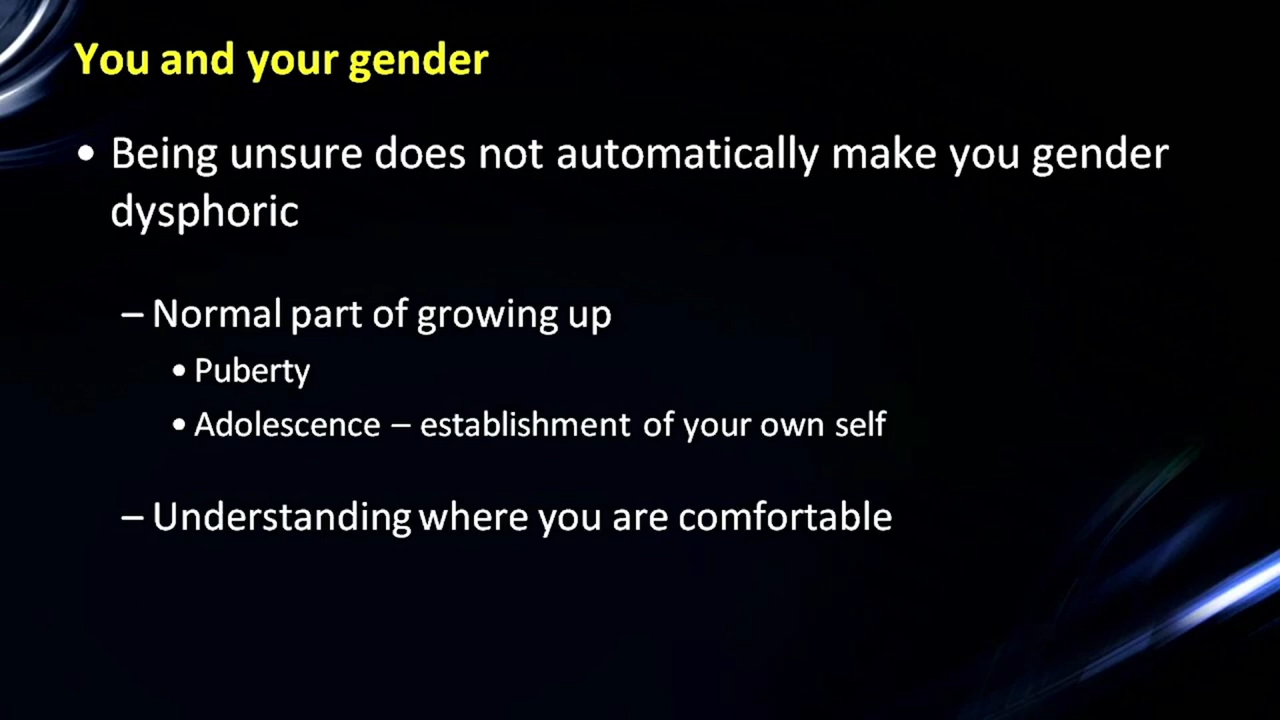 You and your gender
• Being unsure does not automatically make you gender
dysphoric
– Normal part of growing up
• Puberty
• Adolescence – establishment of your own self
– Understanding where you are comfortable